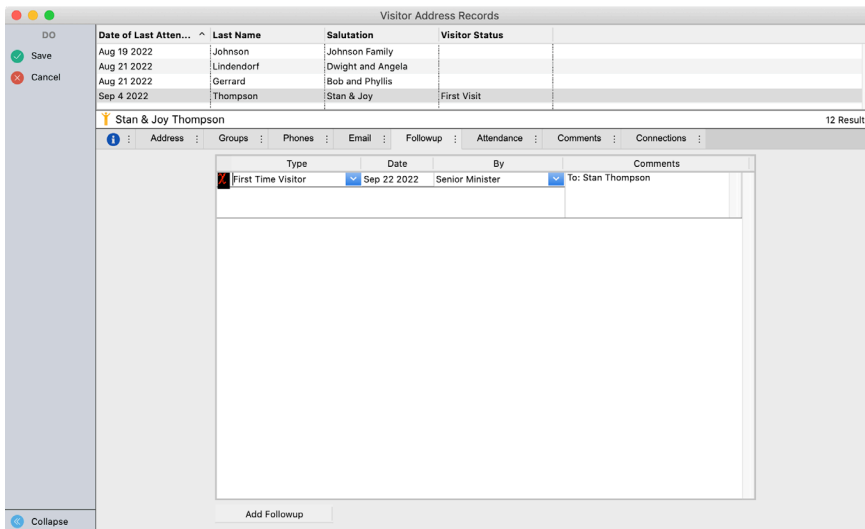 Visitor Address Records
DO
Save
Cancel
Date of Last Atten... Last Name Salutation Visitor Status
Aug 19 2022 Johnson Johnson Family
Aug 21 2022 Lindendorf Dwight and Angela
Aug 21 2022 Gerrard Bob and Phyllis
Sep 4 2022 Thompson Stan & Joy First Visit
Stan & Joy Thompson 12 Result
Address Groups Phones Email Followup Attendance Comments Connections
Type Date By Comments
First Time Visitor Sep 22 2022 Senior Minister To: Stan Thompson
Add Followup
Collapse